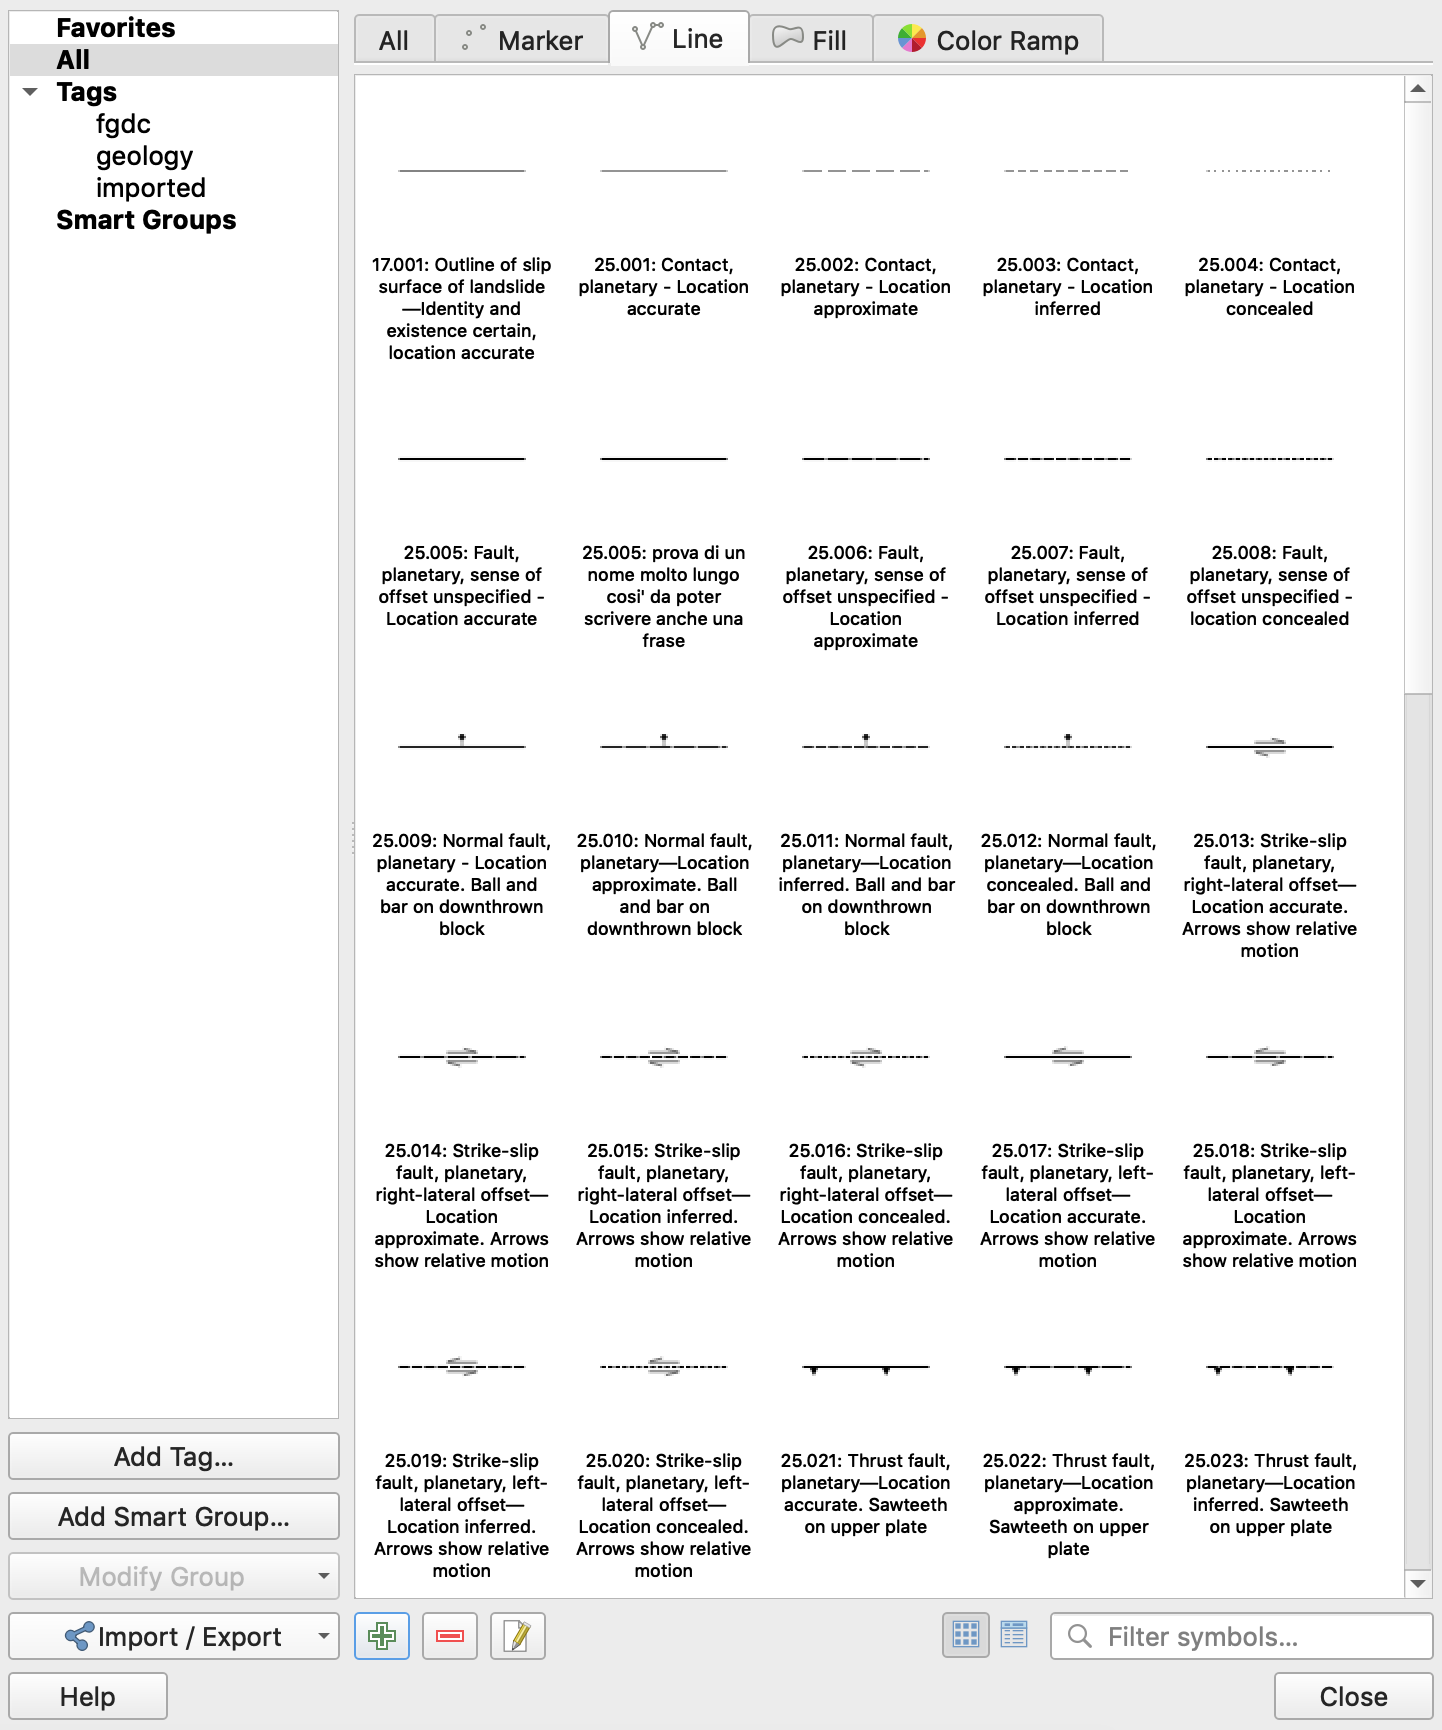 Favorites
All
Tags
fgdc
geology
imported
Smart Groups
All
Marker
Line
Fill
Color Ramp
17.001: Outline of slip
surface of landslide
—Identity and
existence certain,
location accurate
25.001: Contact,
planetary - Location
accurate
25.002: Contact,
planetary - Location
approximate
25.003: Contact,
planetary - Location
inferred
25.004: Contact,
planetary - Location
concealed
25.005: Fault,
planetary, sense of
offset unspecified -
Location accurate
25.005: prova di un
nome molto lungo
cosi' da poter
scrivere anche una
frase
25.006: Fault,
planetary, sense of
offset unspecified -
Location
approximate
25.007: Fault,
planetary, sense of
offset unspecified -
Location inferred
25.008: Fault,
planetary, sense of
offset unspecified -
location concealed
25.009: Normal fault,
planetary - Location
accurate. Ball and
bar on downthrown
block
25.010: Normal fault,
planetary—Location
approximate. Ball
and bar on
downthrown block
25.011: Normal fault,
planetary—Location
inferred. Ball and bar
on downthrown
block
25.012: Normal fault,
planetary—Location
concealed. Ball and
bar on downthrown
block
25.013: Strike-slip
fault, planetary,
right-lateral offset—
Location accurate.
Arrows show relative
motion
25.014: Strike-slip
fault, planetary,
right-lateral offset—
Location
approximate. Arrows
show relative motion
25.015: Strike-slip
fault, planetary,
right-lateral offset—
Location inferred.
Arrows show relative
motion
25.016: Strike-slip
fault, planetary,
right-lateral offset—
Location concealed.
Arrows show relative
motion
25.017: Strike-slip
fault, planetary, left-
lateral offset—
Location accurate.
Arrows show relative
motion
25.018: Strike-slip
fault, planetary, left-
lateral offset—
Location
approximate. Arrows
show relative motion
25.019: Strike-slip
fault, planetary, left-
lateral offset—
Location inferred.
Arrows show relative
motion
25.020: Strike-slip
fault, planetary, left-
lateral offset—
Location concealed.
Arrows show relative
motion
25.021: Thrust fault,
planetary—Location
accurate. Sawteeth
on upper plate
25.022: Thrust fault,
planetary—Location
approximate.
Sawteeth on upper
plate
25.023: Thrust fault,
planetary—Location
inferred. Sawteeth
on upper plate
Add Tag...
Add Smart Group...
Modify Group
Import / Export
Filter symbols...
Help
Close